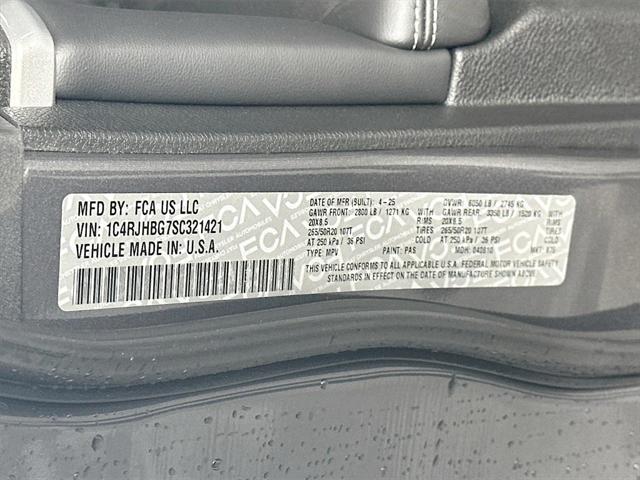 MFD BY: FCA US LLC
VIN: 1C4RJHBG7SC321421
VEHICLE MADE IN: U.S.A.
DATE OF MFR (BUILT): 4-25 GVWR: 6050 LB / 2745 KG
GAWR FRONT: 2800 LB / 1271 KG GAWR REAR: 3350 LB / 1520 KG
20X8.5 RIMS 20X8.5 RIMS
265/50R20 107T TIRES 265/50R20 107T TIRES
AT 250 kPa / 36 PSI AT 250 kPa / 36 PSI
TYPE: MPV PAINT: PAS MDH: VEH:
THIS VEHICLE CONFORMS TO ALL APPLICABLE U.S.A. FEDERAL MOTOR VEHICLE SAFETY
STANDARDS IN EFFECT ON THE DATE OF MANUFACTURE SHOWN ABOVE.